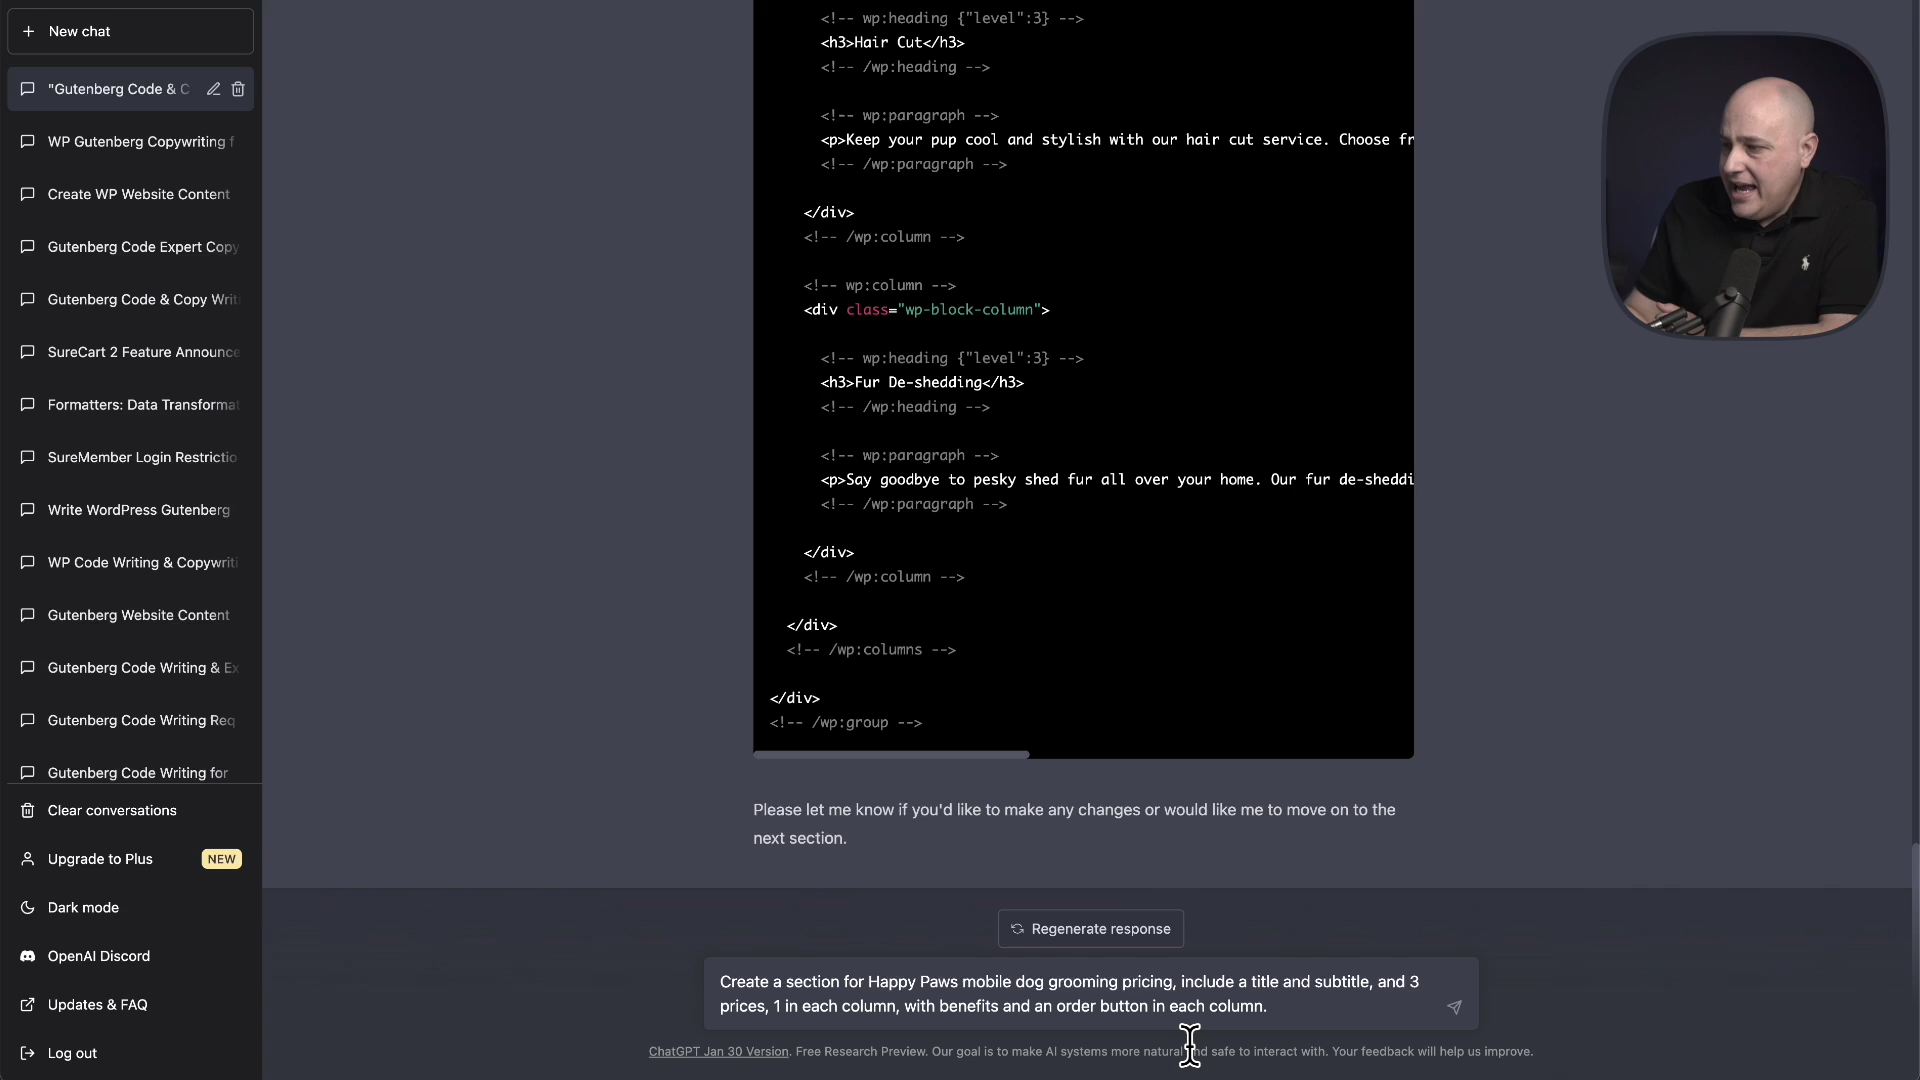 New chat
"Gutenberg Code & C
WP Gutenberg Copywriting f
Create WP Website Content
Gutenberg Code Expert Copy
Gutenberg Code & Copy Writi
SureCart 2 Feature Announce
Formatters: Data Transformat
SureMember Login Restrictio
Write WordPress Gutenberg
WP Code Writing & Copywriti
Gutenberg Website Content
Gutenberg Code Writing & Ex
Gutenberg Code Writing Req
Gutenberg Code Writing for
Clear conversations
Upgrade to Plus NEW
Dark mode
OpenAI Discord
Updates & FAQ
Log out
<!-- wp:heading {"level":3} -->
<h3>Hair Cut</h3>
<!-- /wp:heading -->
<!-- wp:paragraph -->
<p>Keep your pup cool and stylish with our hair cut service. Choose fr
<!-- /wp:paragraph -->
</div>
<!-- /wp:column -->
<!-- wp:column -->
<div class="wp-block-column">
<!-- wp:heading {"level":3} -->
<h3>Fur De-shedding</h3>
<!-- /wp:heading -->
<!-- wp:paragraph -->
<p>Say goodbye to pesky shed fur all over your home. Our fur de-sheddi
<!-- /wp:paragraph -->
</div>
<!-- /wp:column -->
</div>
<!-- /wp:columns -->
</div>
<!-- /wp:group -->
Please let me know if you'd like to make any changes or would like me to move on to the
next section.
Regenerate response
Create a section for Happy Paws mobile dog grooming pricing, include a title and subtitle, and 3
prices, 1 in each column, with benefits and an order button in each column.
ChatGPT Jan 30 Version. Free Research Preview. Our goal is to make AI systems more natural and safe to interact with. Your feedback will help us improve.